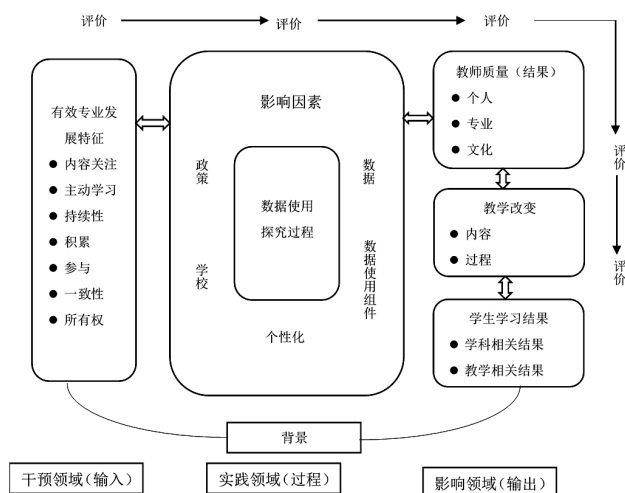 评价
评价
评价
有效专业发
展特征
● 内容关注
● 主动学习
● 持续性
● 积累
● 参与
● 一致性
● 所有权
影响因素
政策
数据
数据使用
探究过程
学校
数据使用组件
个性化
教师质量（结果）
● 个人
● 专业
● 文化
评价
教学改变
● 内容
● 过程
评价
学生学习结果
● 学科相关结果
● 教学相关结果
背景
干预领域（输入）
实践领域（过程）
影响领域（输出）